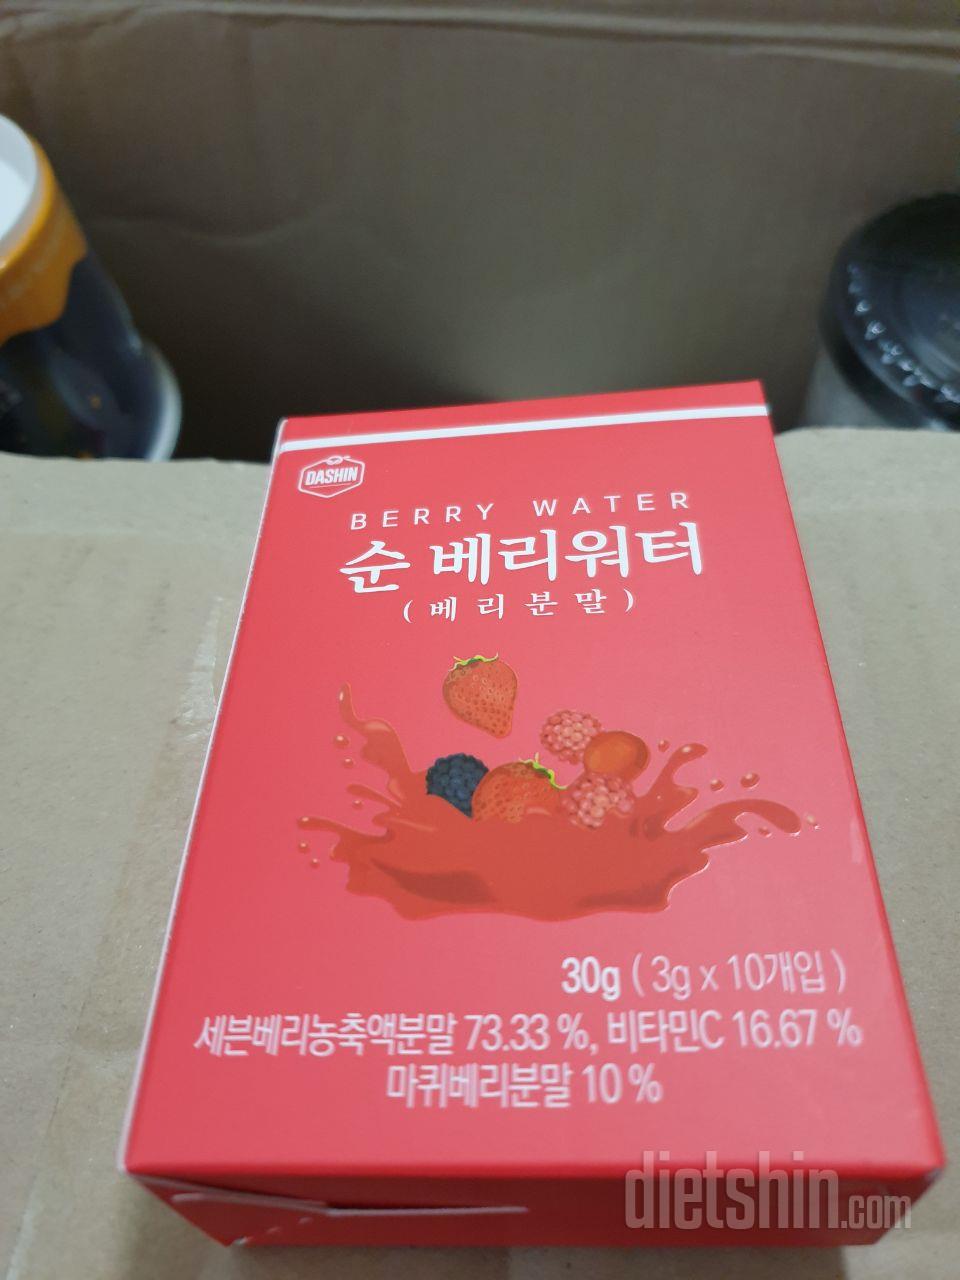 DASHIN
BERRY WATER
순 베리워터
( 베리분말 )
30g ( 3g x 10개입 )
세븐베리농축액분말 73.33 %, 비타민C 16.67 %
마퀴베리분말 10 %
dietshin.com